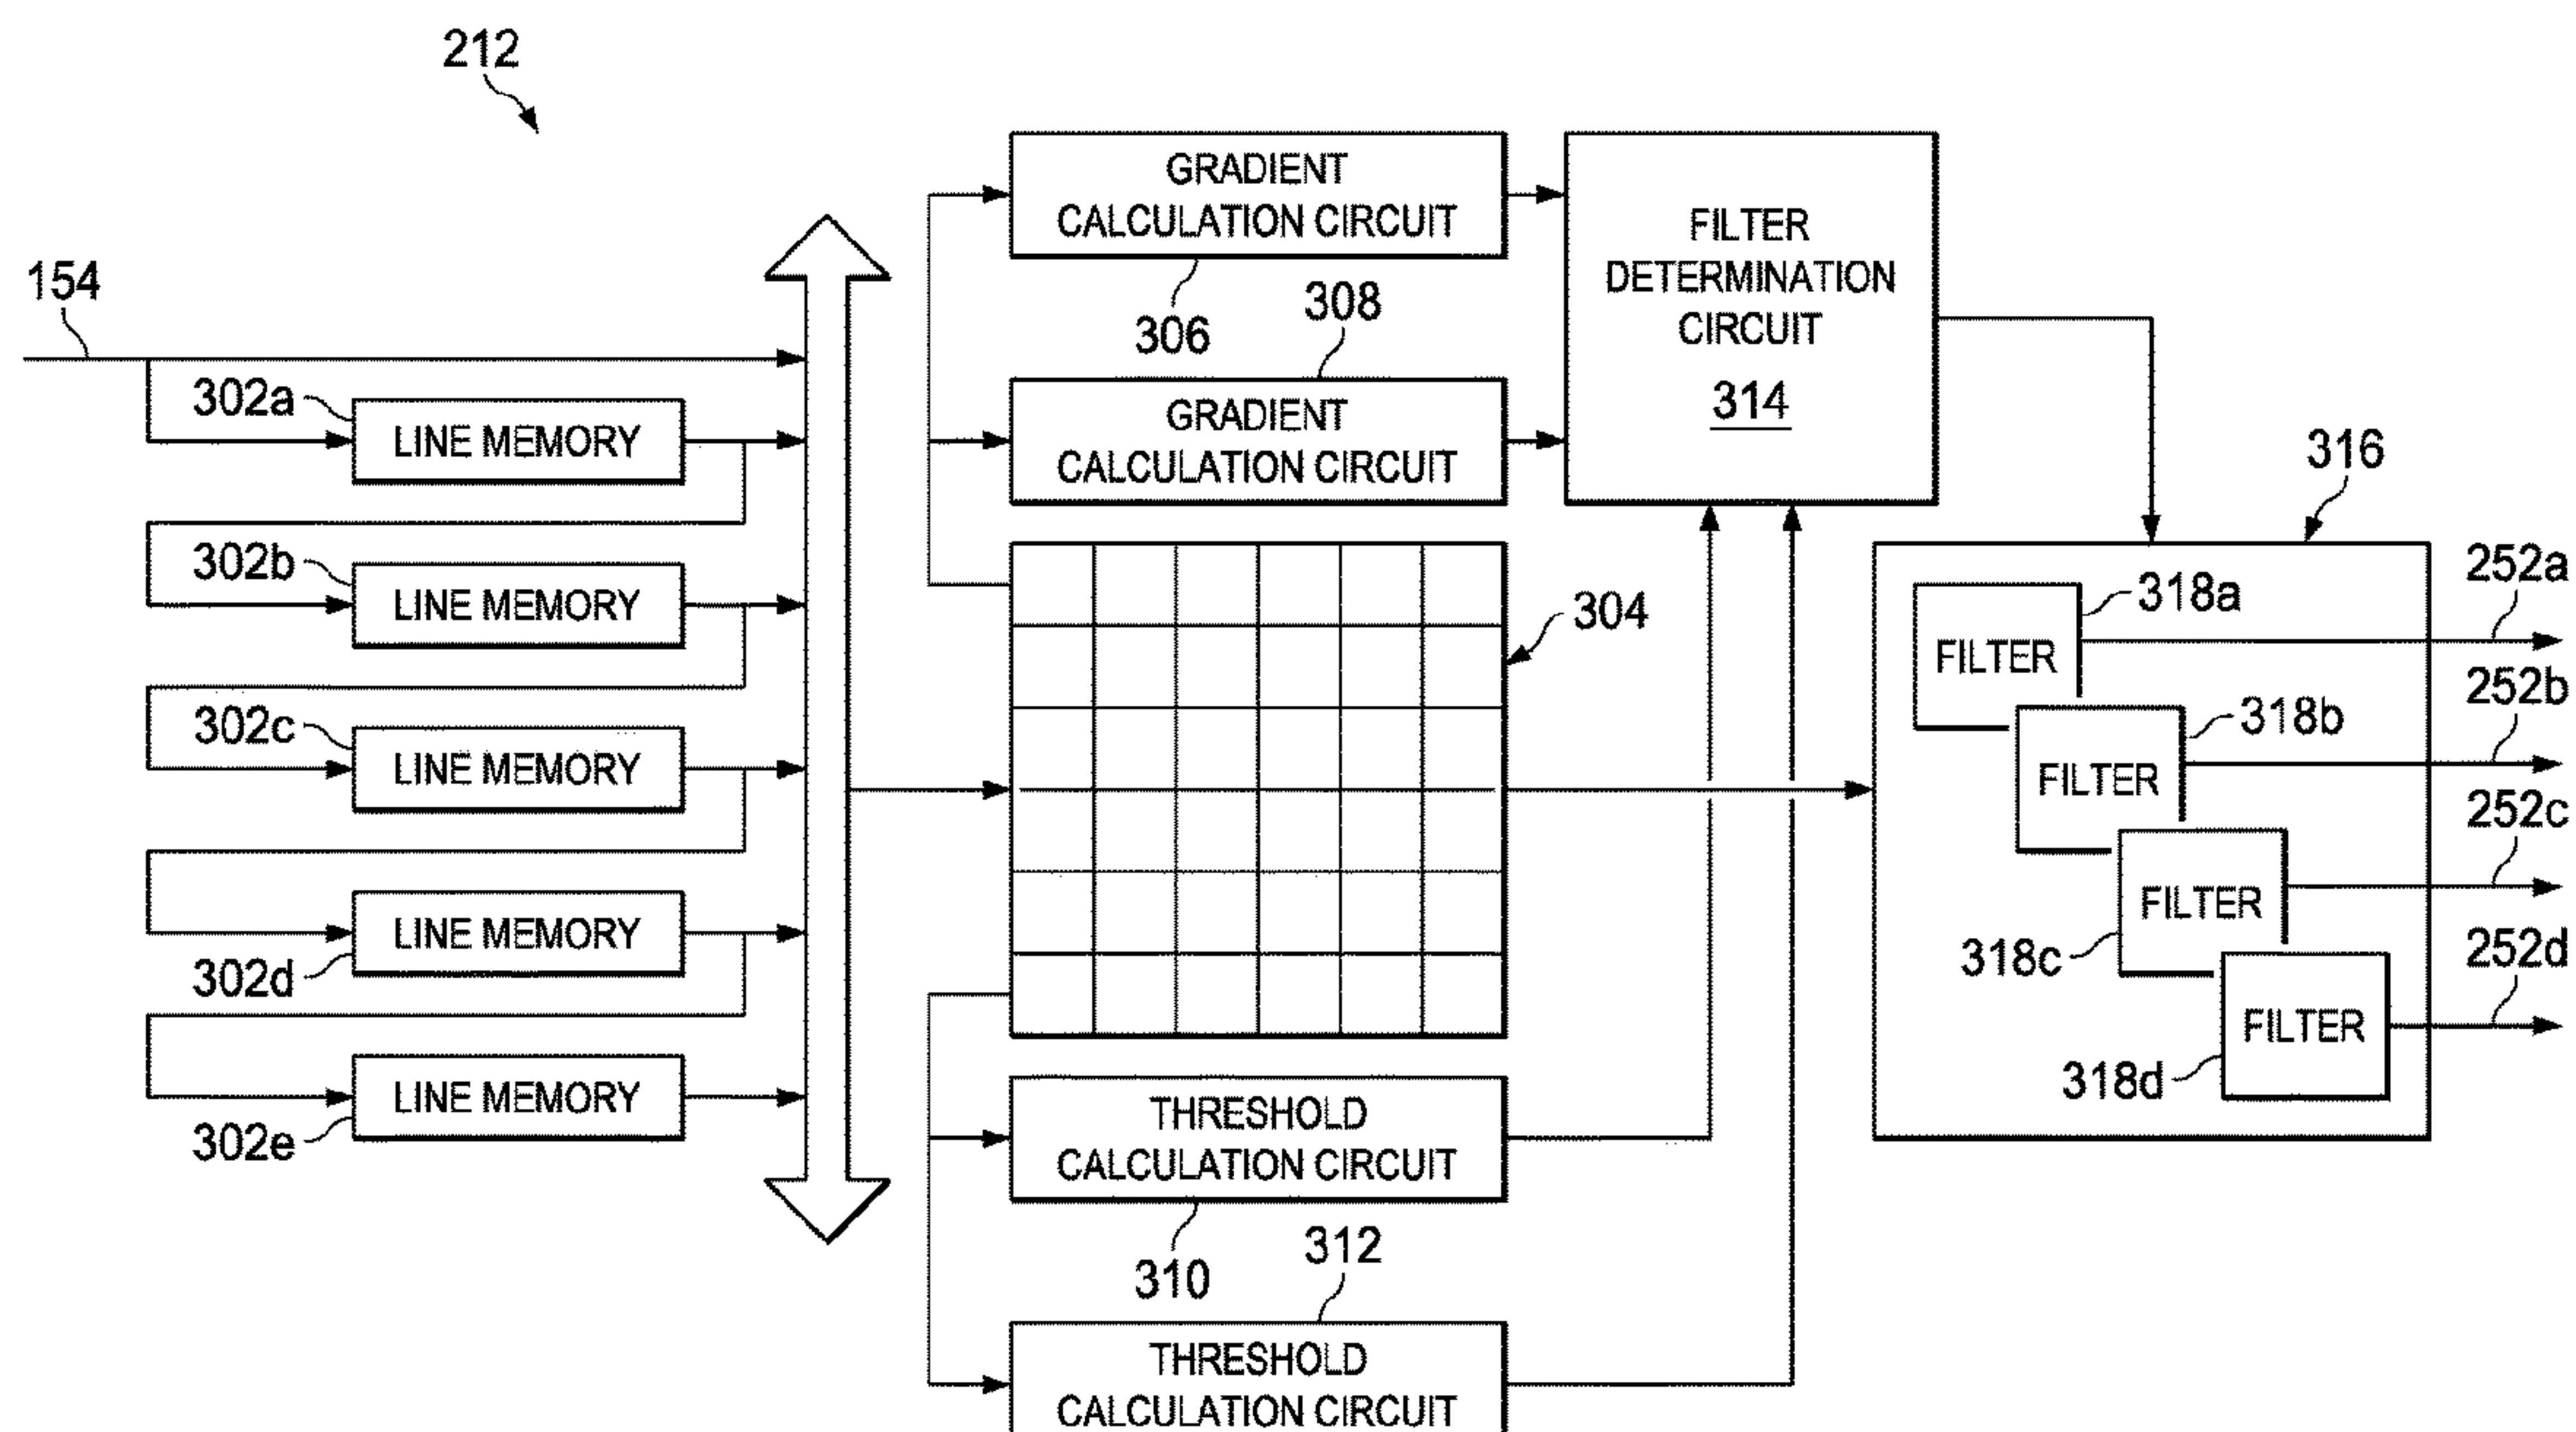 212
154
302a
LINE MEMORY
302b
LINE MEMORY
302c
LINE MEMORY
302d
LINE MEMORY
302e
LINE MEMORY
GRADIENT
CALCULATION CIRCUIT
306
308
GRADIENT
CALCULATION CIRCUIT
304
THRESHOLD
CALCULATION CIRCUIT
310
312
THRESHOLD
CALCULATION CIRCUIT
FILTER
DETERMINATION
CIRCUIT
314
316
318a
FILTER
252a
318b
FILTER
252b
318c
FILTER
252c
318d
FILTER
252d